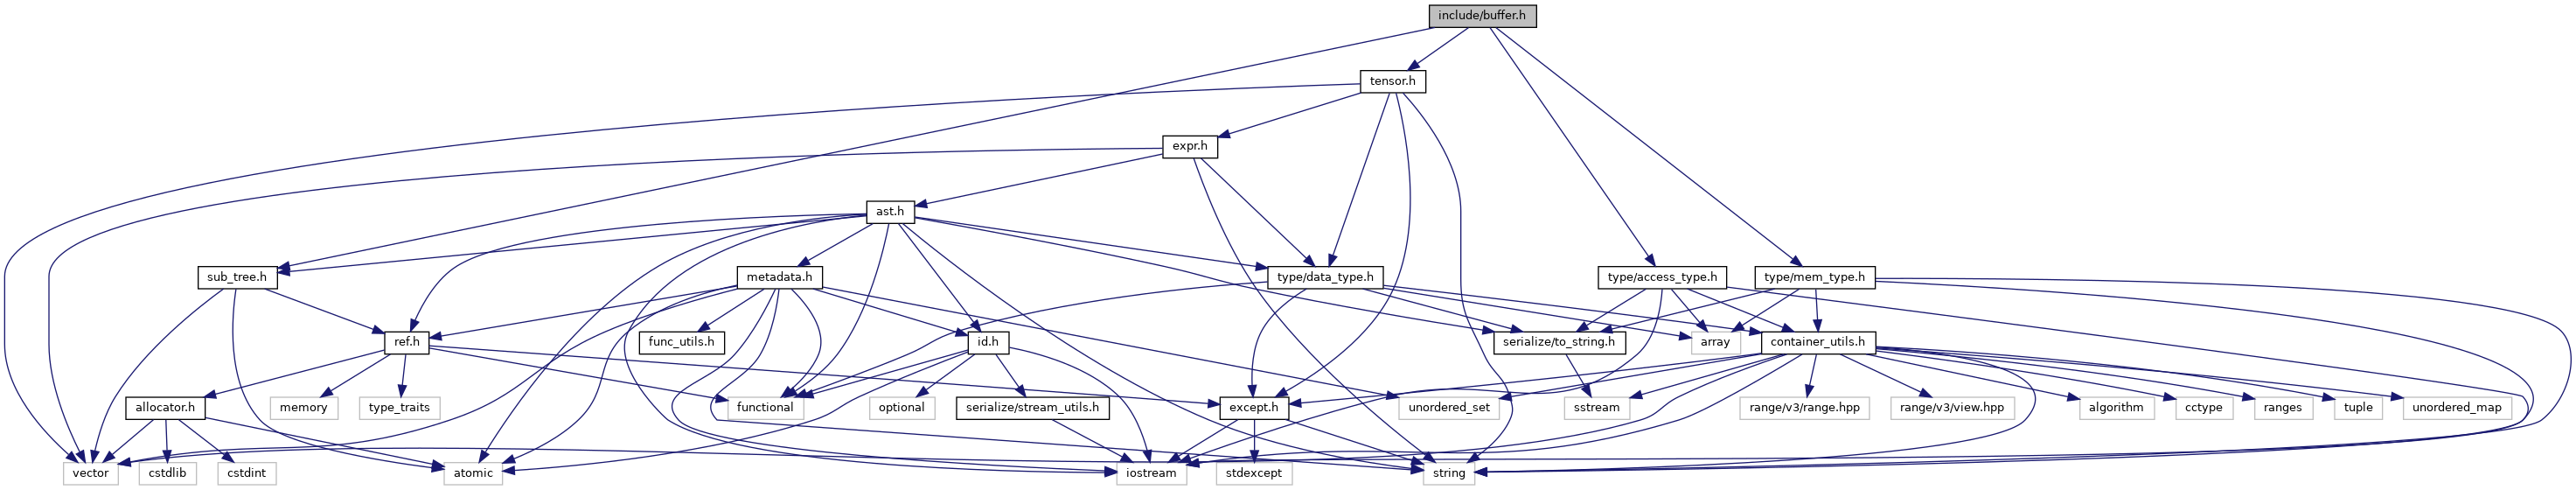 include/buffer.h
tensor.h
expr.h
ast.h
sub_tree.h
metadata.h
type/data_type.h
type/access_type.h
type/mem_type.h
ref.h
func_utils.h
id.h
serialize/to_string.h
array
container_utils.h
allocator.h
memory
type_traits
functional
optional
serialize/stream_utils.h
except.h
unordered_set
sstream
range/v3/range.hpp
range/v3/view.hpp
algorithm
cctype
ranges
tuple
unordered_map
vector
cstdlib
cstdint
atomic
iostream
stdexcept
string